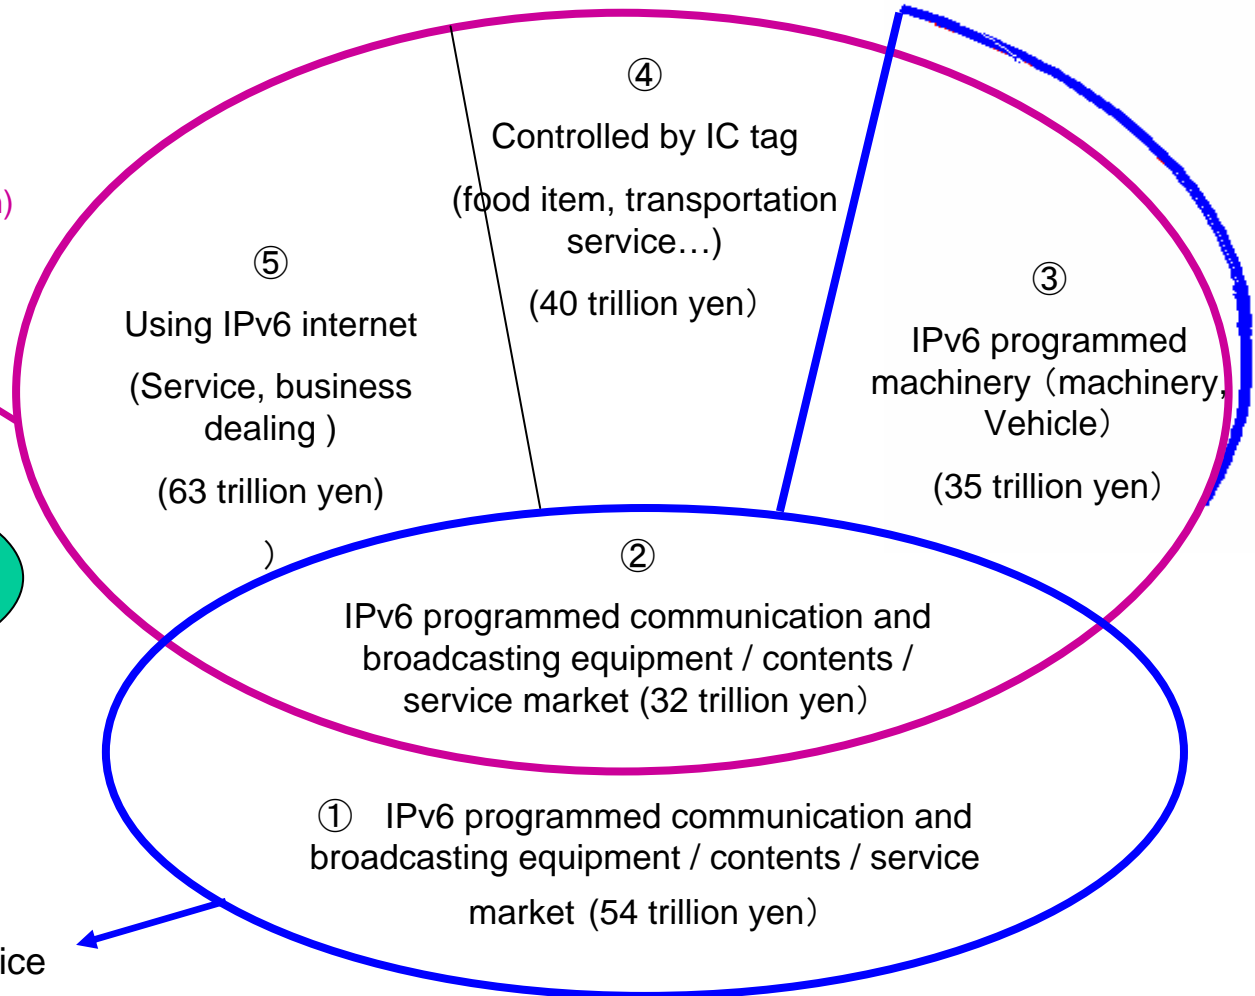 ④
Controlled by IC tag
(food item, transportation
service…)
(40 trillion yen）
⑤
Using IPv6 internet
(Service, business
dealing )
(63 trillion yen)
）
③
IPv6 programmed
machinery（machinery,
Vehicle）
(35 trillion yen）
②
IPv6 programmed communication and
broadcasting equipment / contents /
service market (32 trillion yen）
① IPv6 programmed communication and
broadcasting equipment / contents / service
market (54 trillion yen）